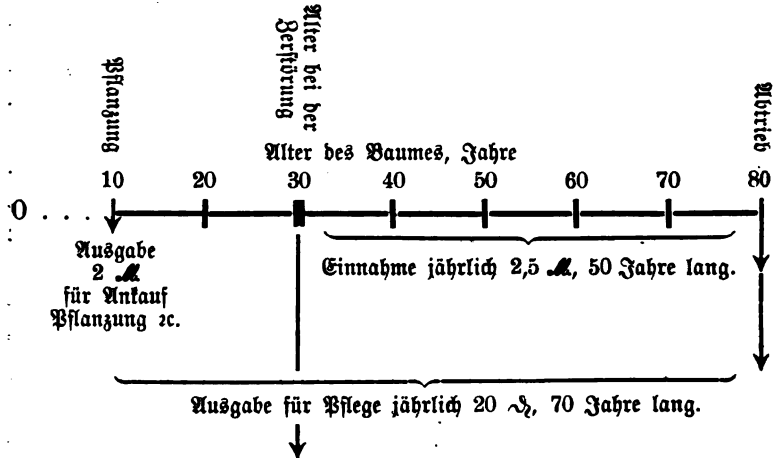 Pflanzung
Alter bei der
Zerstörung
Abtrieb
Alter des Baumes, Jahre
10 20 30 40 50 60 70 80
0 . . . .
Ausgabe
2 ℳ
für Ankauf
Pflanzung ꝛc.
Einnahme jährlich 2,5 ℳ, 50 Jahre lang.
Ausgabe für Pflege jährlich 20 ₰, 70 Jahre lang.